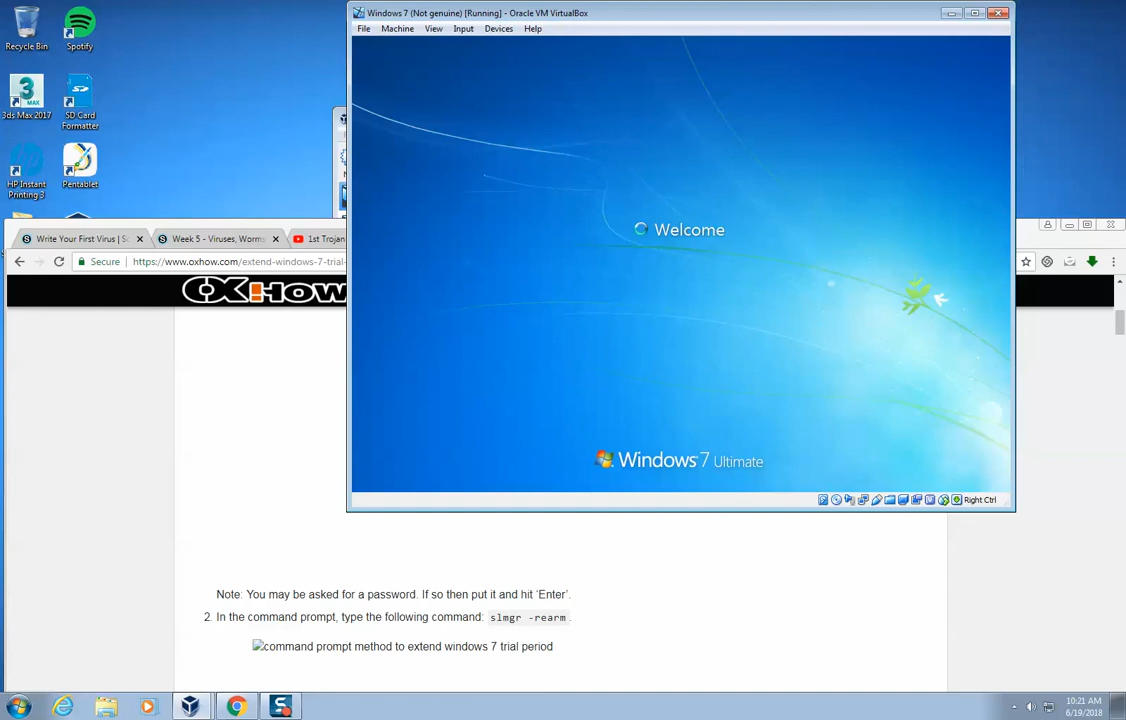 Recycle Bin
Spotify
3ds Max 2017
SD Card
Formatter
HP Instant
Printing 3
Pentablet
Windows 7 (Not genuine) [Running] - Oracle VM VirtualBox
File Machine View Input Devices Help
Welcome
Windows 7 Ultimate
Right Ctrl
Write Your First Virus | S
Week 5 - Viruses, Worms
1st Trojan
Secure https://www.oxhow.com/extend-windows-7-trial-
OXHOW
Note: You may be asked for a password. If so then put it and hit ‘Enter’.
2. In the command prompt, type the following command: slmgr -rearm.
command prompt method to extend windows 7 trial period
10:21 AM
6/19/2018